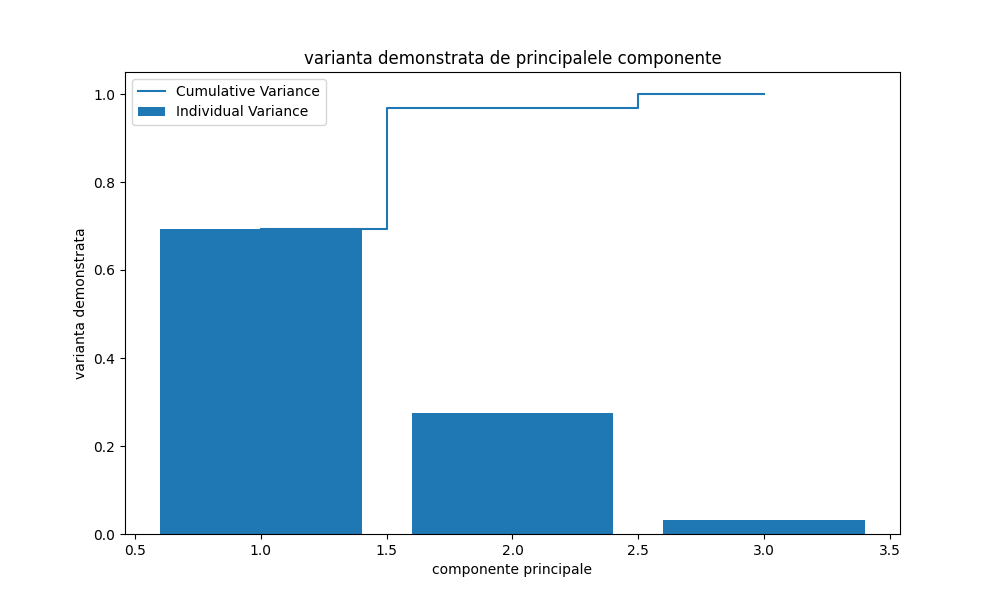 varianta demonstrata de principalele componente
Cumulative Variance
Individual Variance
varianta demonstrata
1.0
0.8
0.6
0.4
0.2
0.0
0.5 1.0 1.5 2.0 2.5 3.0 3.5
componente principale